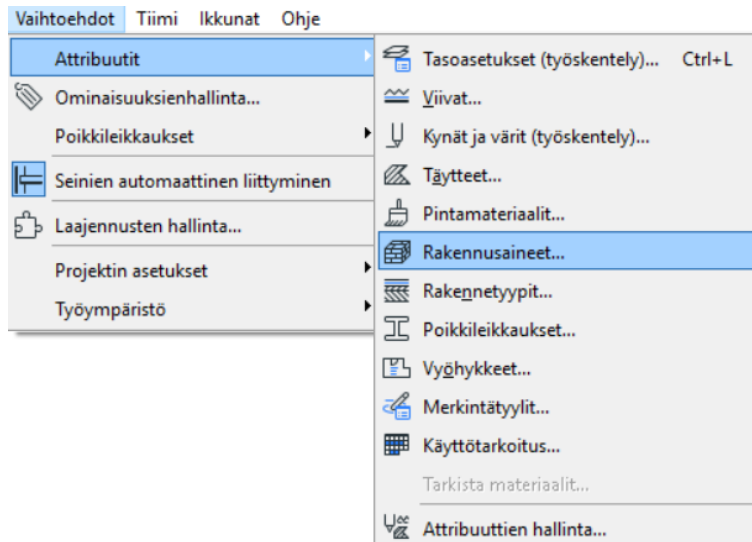 Vaihtoehdot Tiimi Ikkunat Ohje
Attribuutit
Ominaisuuksienhallinta...
Poikkileikkaukset
Seinien automaattinen liittyminen
Laajennusten hallinta...
Projektin asetukset
Työympäristö
Tasoasetukset (työskentely)... Ctrl+L
Viivat...
Kynät ja värit (työskentely)...
Täytteet...
Pintamateriaalit...
Rakennusaineet...
Rakennetyypit...
Poikkileikkaukset...
Vyöhykkeet...
Merkintätyylit...
Käyttötarkoitus...
Tarkista materiaalit...
Attribuuttien hallinta...